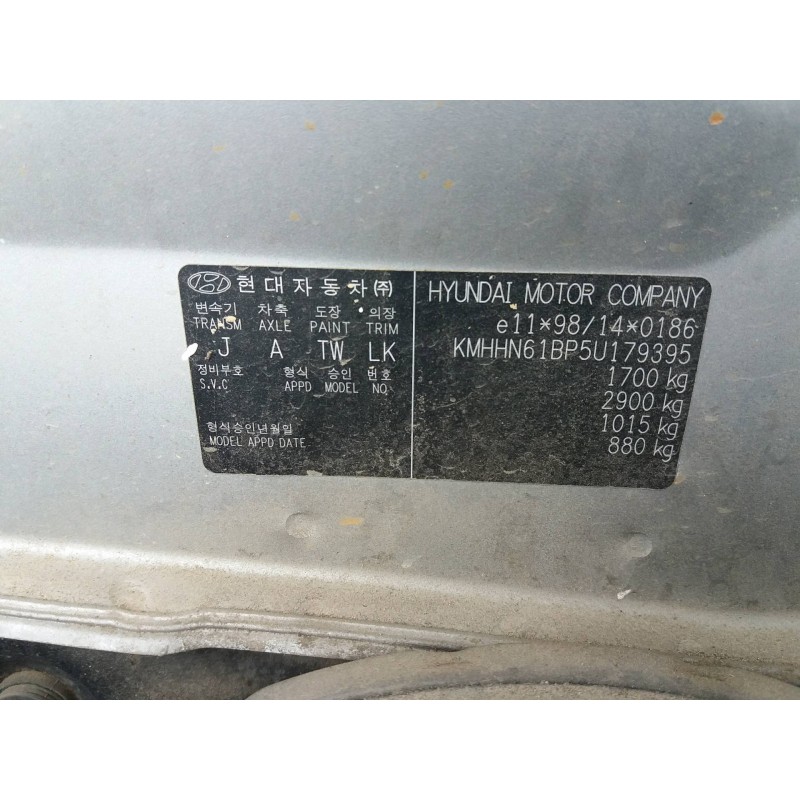 현대자동차㈜
변속기 차축 도장 의장
TRANSM AXLE PAINT TRIM
J A TW LK
정비부호 형식 승인 번호
S.V.C APPD MODEL NO.
형식승인년월일
MODEL APPD DATE
HYUNDAI MOTOR COMPANY
e11*98/14*0186
KMHHN61BP5U179395
1700 kg
2900 kg
1015 kg
880 kg